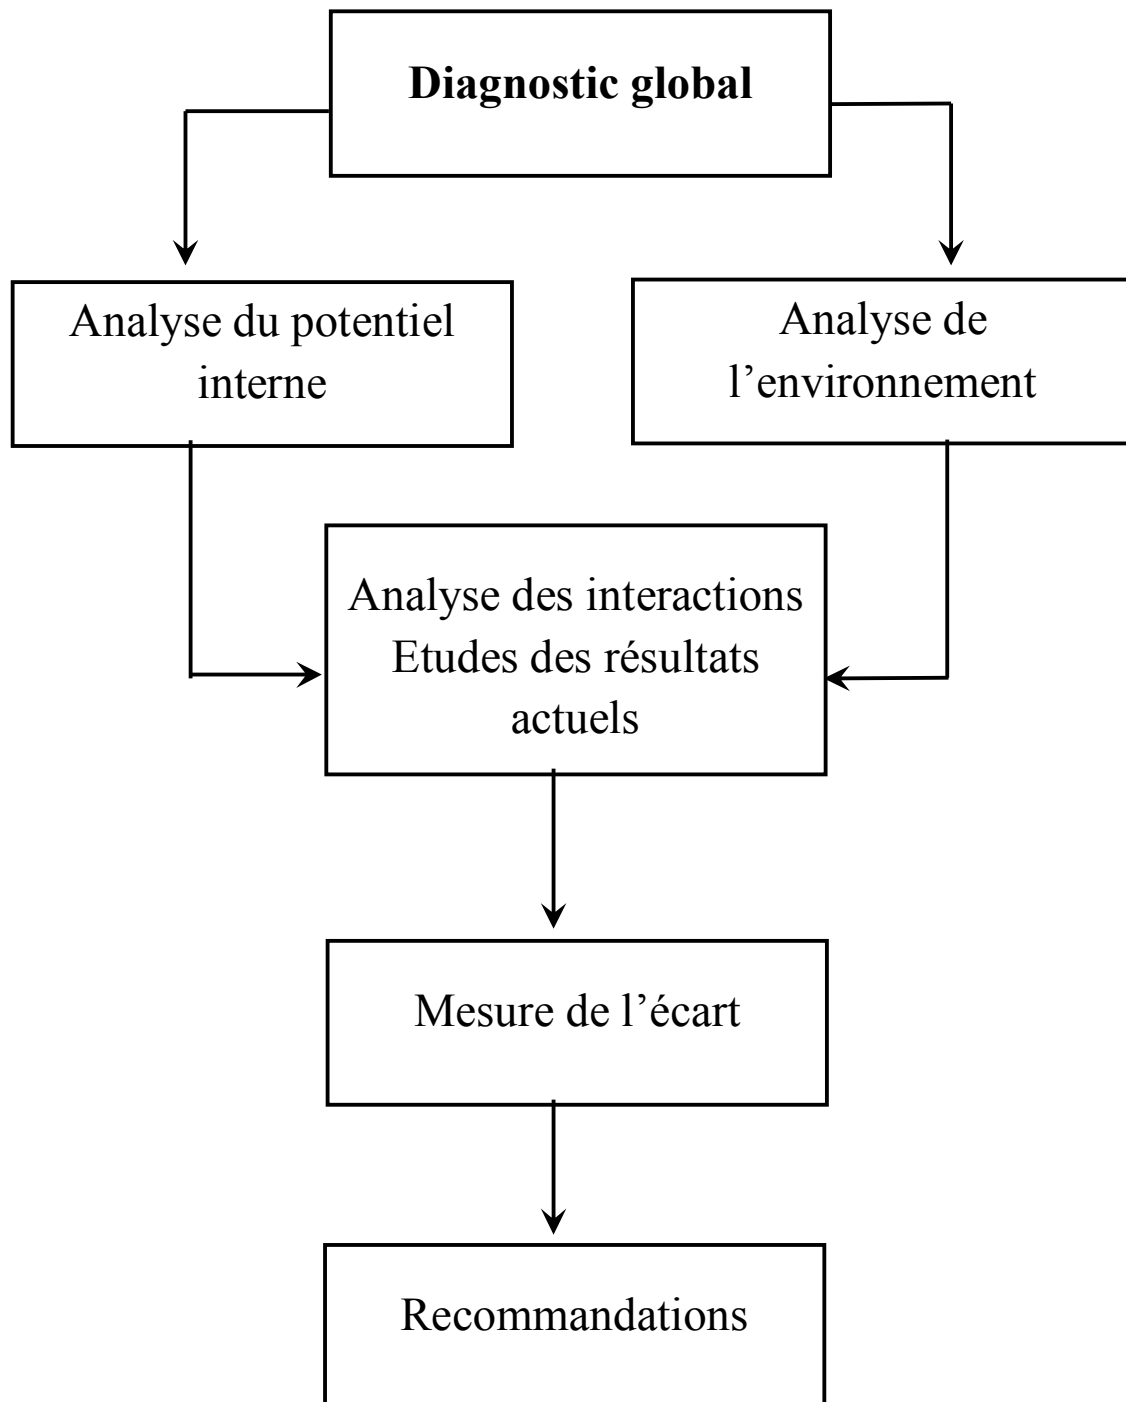 Diagnostic global
Analyse du potentiel
interne
Analyse de
l’environnement
Analyse des interactions
Etudes des résultats
actuels
Mesure de l’écart
Recommandations